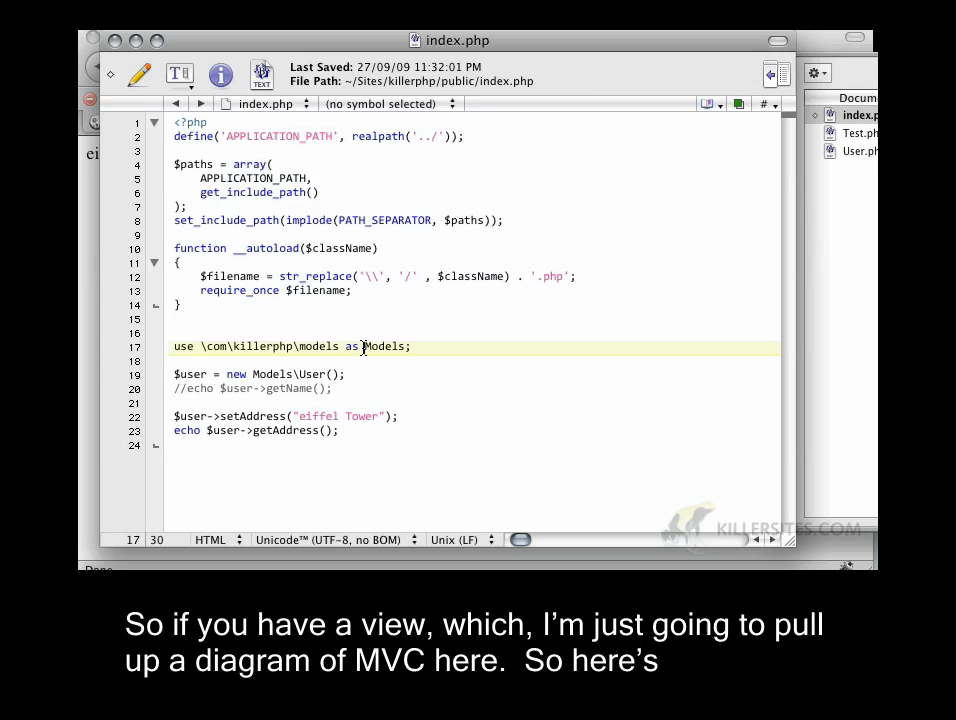 index.php
Last Saved: 27/09/09 11:32:01 PM
File Path: ~/Sites/killerphp/public/index.php
TEXT
index.php (no symbol selected) #
Docum
index.p
Test.ph
User.ph
ei
1 <?php
2 define('APPLICATION_PATH', realpath('../'));
3
4 $paths = array(
5 APPLICATION_PATH,
6 get_include_path()
7 );
8 set_include_path(implode(PATH_SEPARATOR, $paths));
9
10 function __autoload($className)
11 {
12 $filename = str_replace('\\', '/' , $className) . '.php';
13 require_once $filename;
14 }
15
16
17 use \com\killerphp\models as Models;
18
19 $user = new Models\User();
20 //echo $user->getName();
21
22 $user->setAddress("eiffel Tower");
23 echo $user->getAddress();
24
KILLERSITES.COM
17 30 HTML Unicode™ (UTF-8, no BOM) Unix (LF)
Done
So if you have a view, which, I'm just going to pull
up a diagram of MVC here. So here's